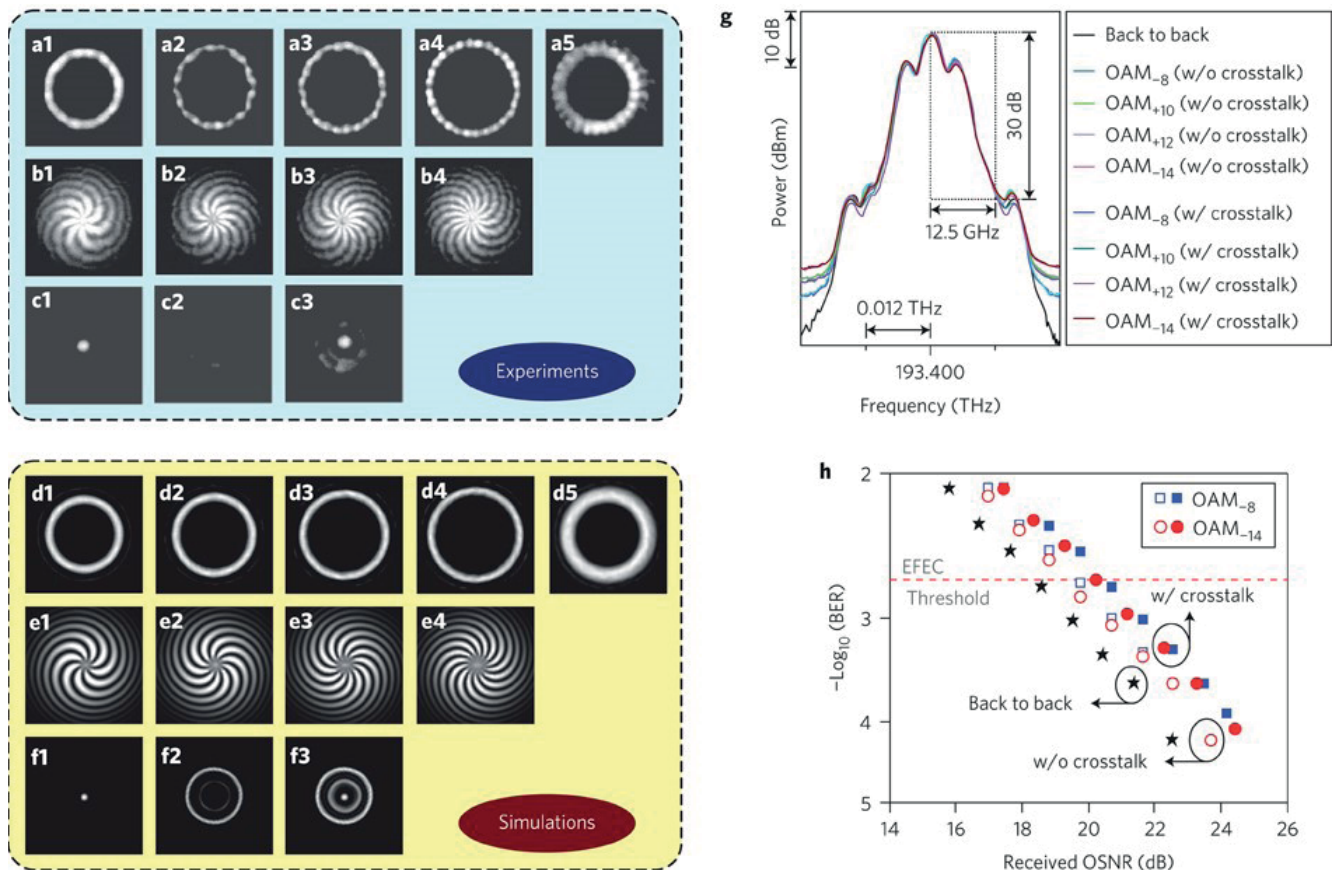 a1
a2
a3
a4
a5
b1
b2
b3
b4
c1
c2
c3
Experiments
d1
d2
d3
d4
d5
e1
e2
e3
e4
f1
f2
f3
Simulations
g
10 dB
Power (dBm)
30 dB
12.5 GHz
0.012 THz
193.400
Frequency (THz)
Back to back
OAM₋₈ (w/o crosstalk)
OAM₊₁₀ (w/o crosstalk)
OAM₊₁₂ (w/o crosstalk)
OAM₋₁₄ (w/o crosstalk)
OAM₋₈ (w/ crosstalk)
OAM₊₁₀ (w/ crosstalk)
OAM₊₁₂ (w/ crosstalk)
OAM₋₁₄ (w/ crosstalk)
h
2
3
4
5
–Log₁₀ (BER)
OAM₋₈
OAM₋₁₄
EFEC
Threshold
w/ crosstalk
Back to back
w/o crosstalk
14 16 18 20 22 24 26
Received OSNR (dB)